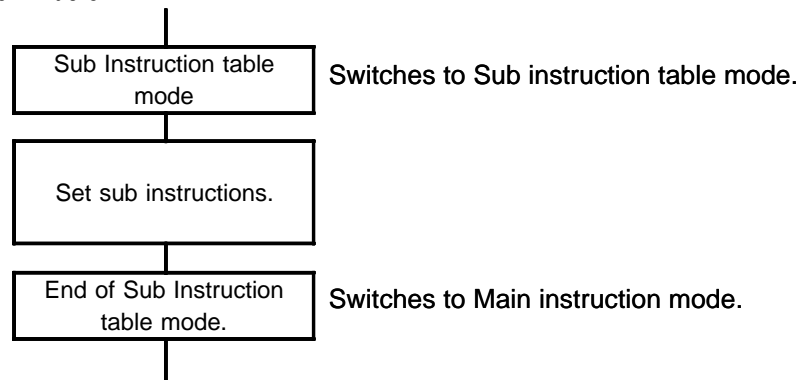 Sub Instruction table
mode
Switches to Sub instruction table mode.
Set sub instructions.
End of Sub Instruction
table mode.
Switches to Main instruction mode.